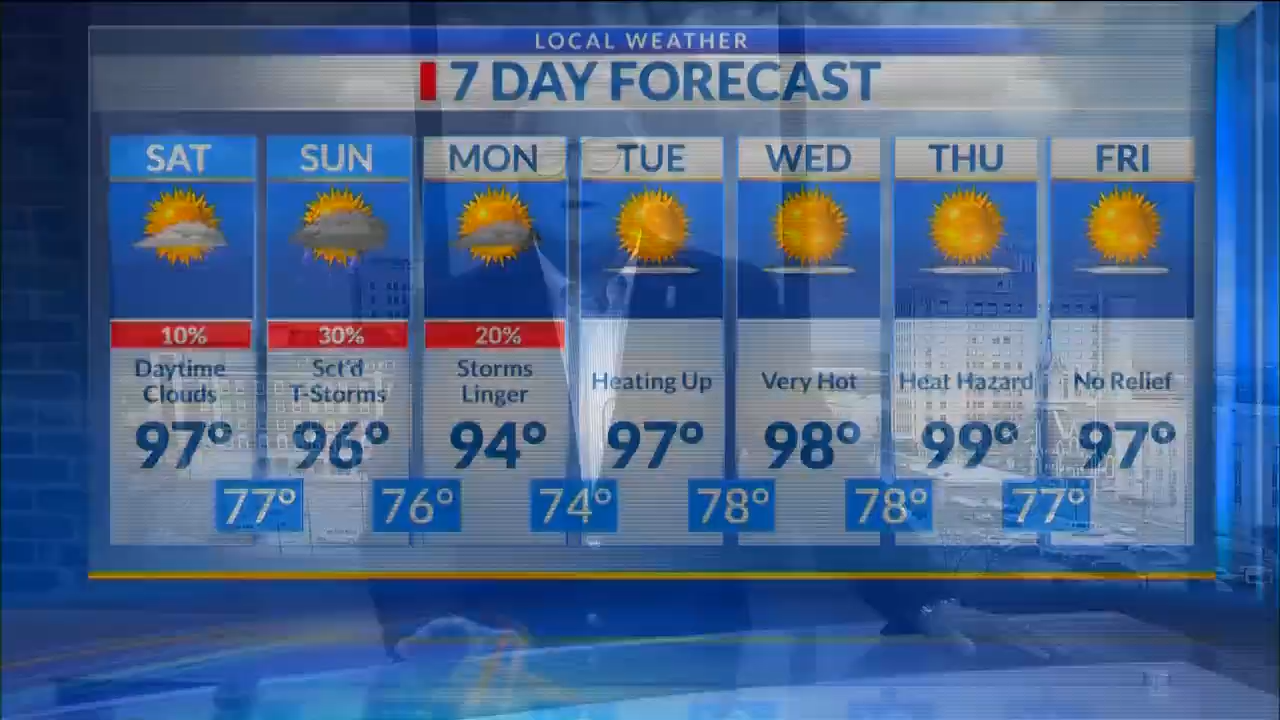 LOCAL WEATHER
7 DAY FORECAST
SAT SUN MON TUE WED THU FRI
10% 30% 20%
Daytime Sct'd Storms
Clouds T-Storms Linger
Heating Up Very Hot Heat Hazard No Relief
97° 96° 94° 97° 98° 99° 97°
77° 76° 74° 78° 78° 77°